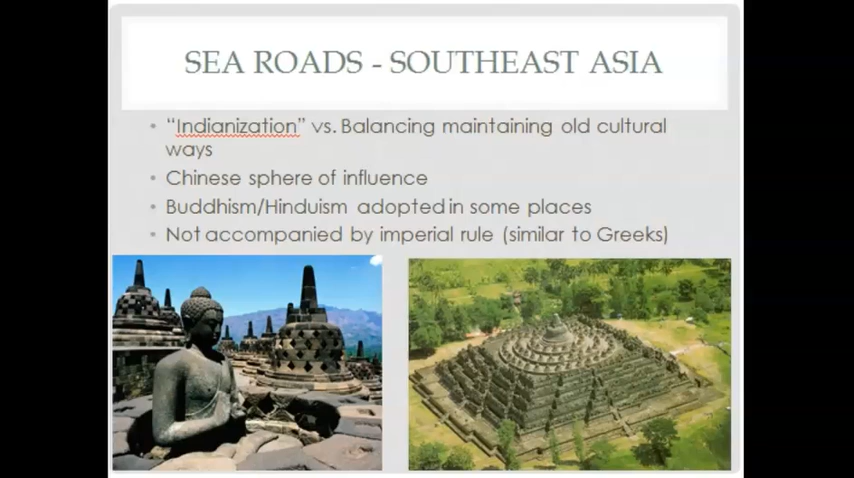 SEA ROADS - SOUTHEAST ASIA
• "Indianization" vs. Balancing maintaining old cultural
ways
• Chinese sphere of influence
• Buddhism/Hinduism adopted in some places
• Not accompanied by imperial rule (similar to Greeks)